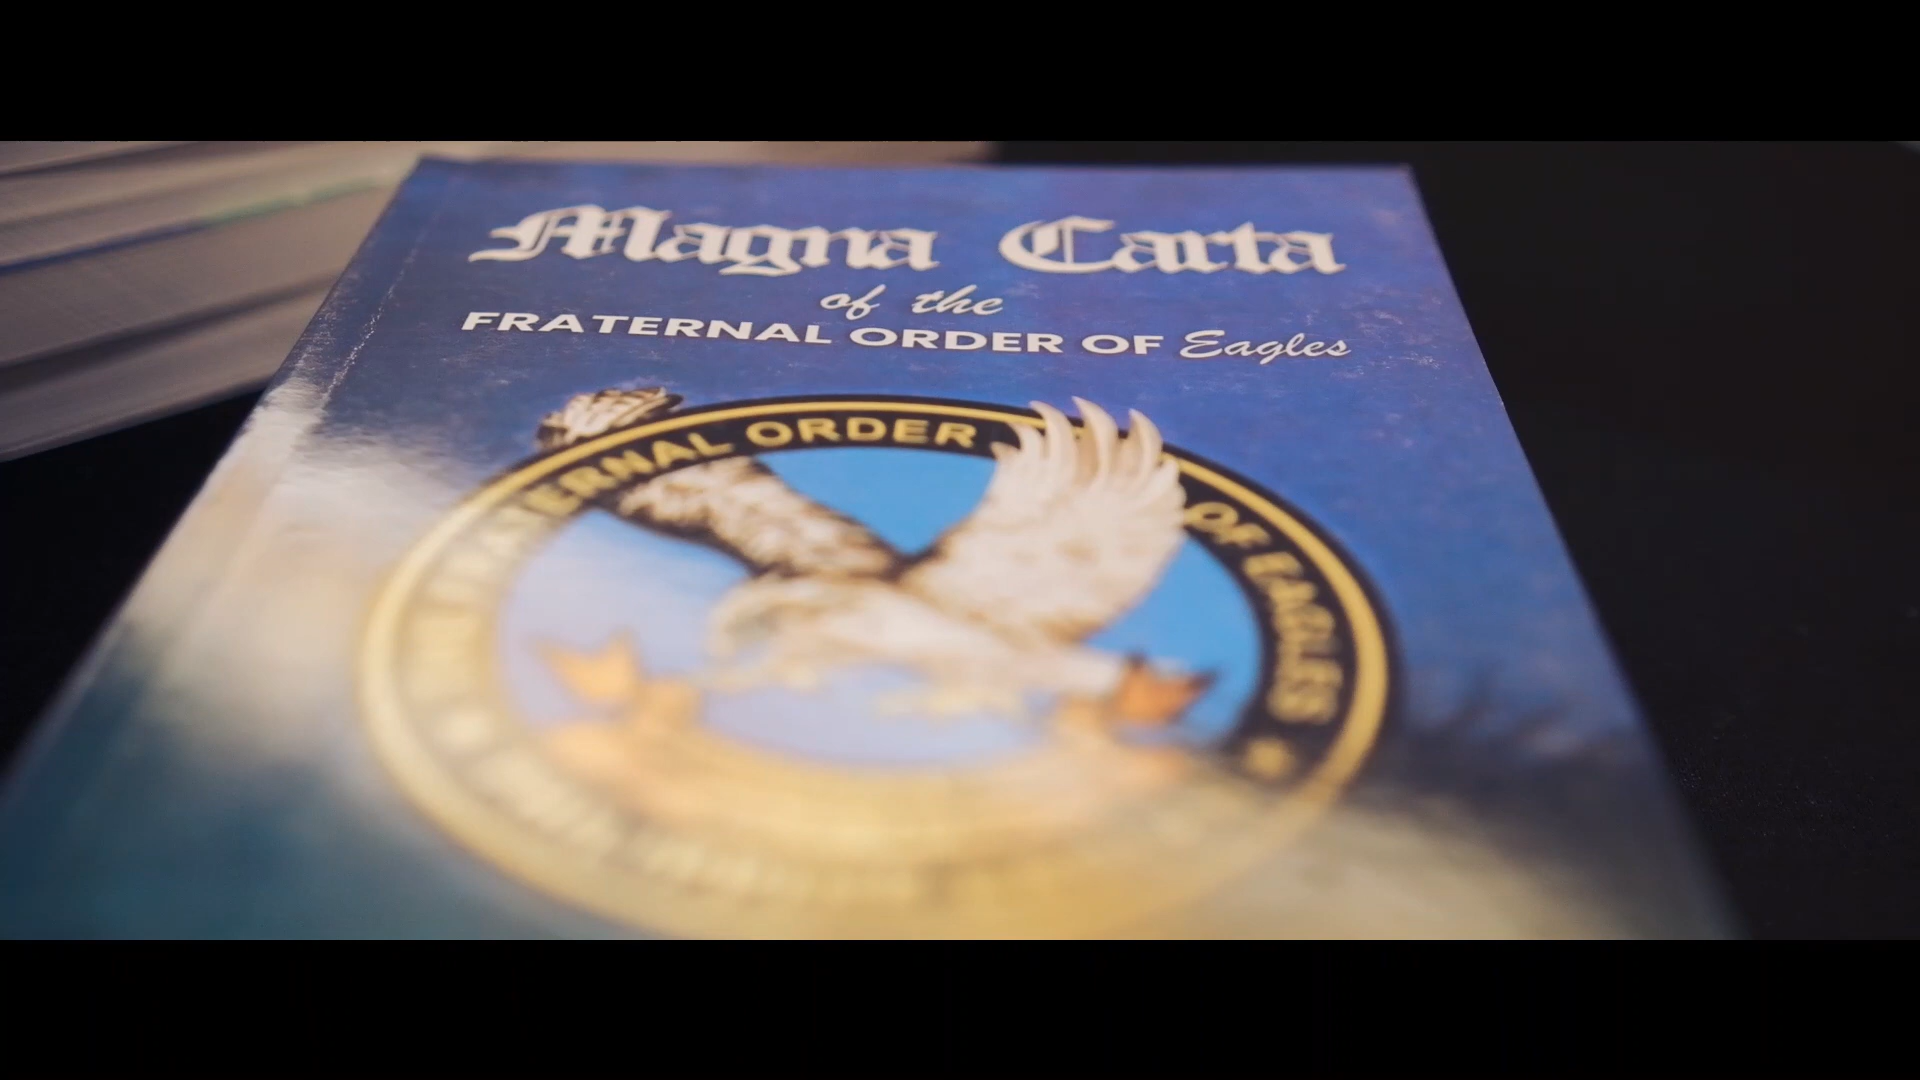 Magna Carta
of the
FRATERNAL ORDER OF Eagles
FRATERNAL ORDER OF EAGLES